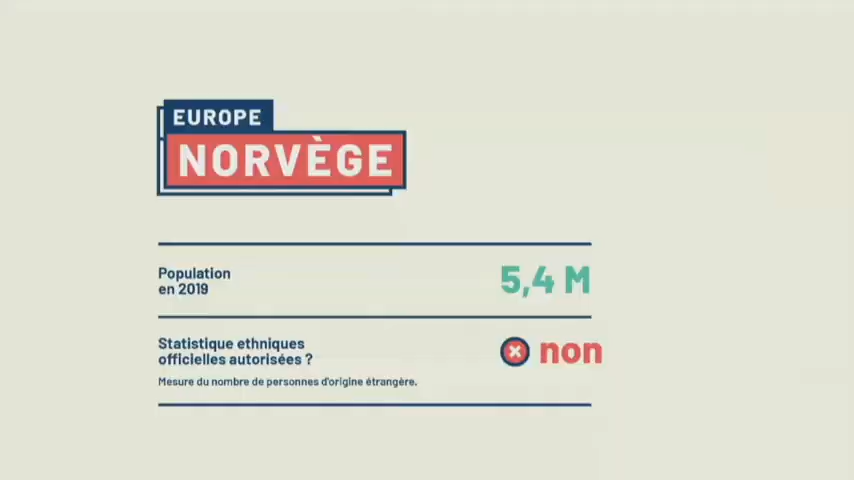 EUROPE
NORVÈGE
Population
en 2019
5,4 M
Statistique ethniques
officielles autorisées ?
non
Mesure du nombre de personnes d'origine étrangère.